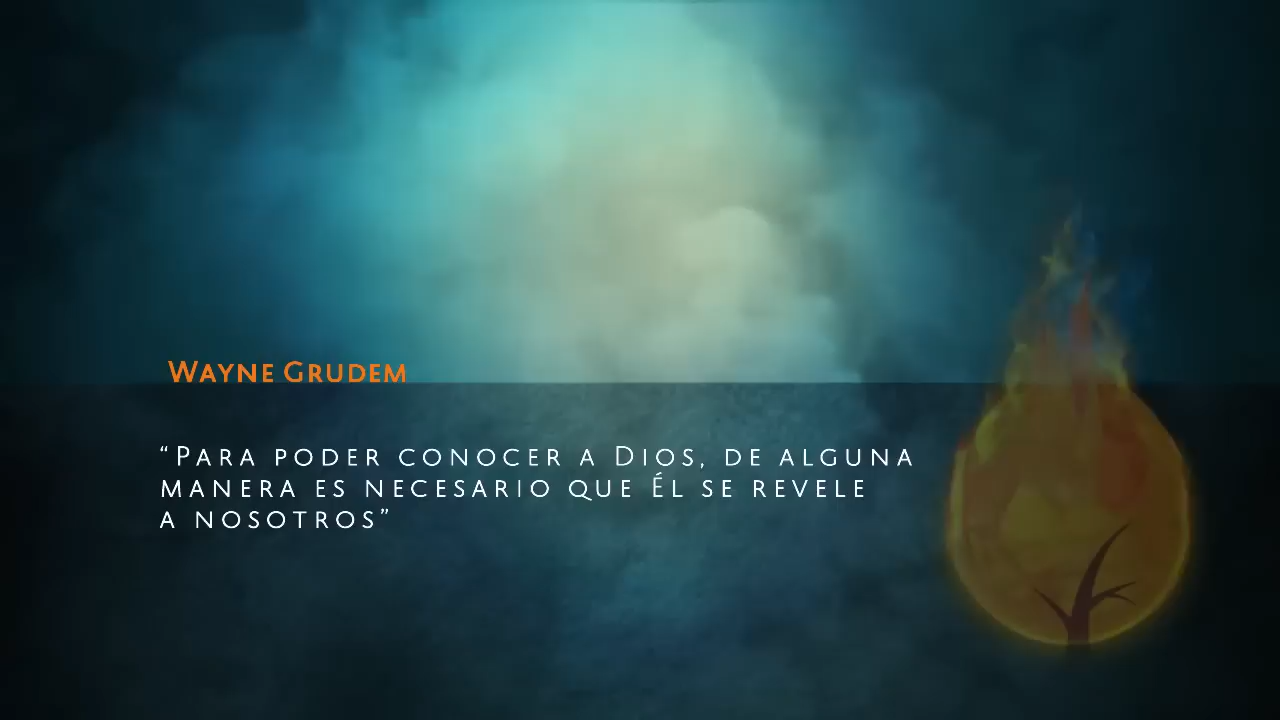 Wayne Grudem
“Para poder conocer a Dios, de alguna
manera es necesario que Él se revele
a nosotros”